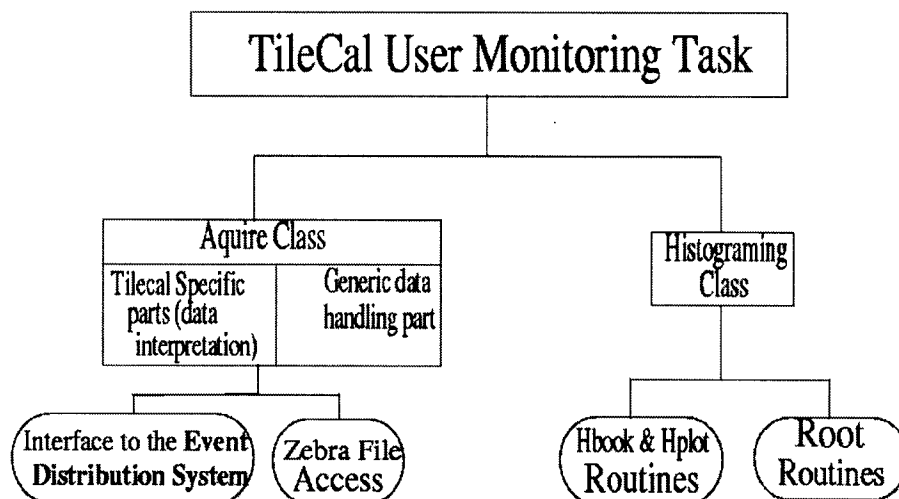 TileCal User Monitoring Task
Aquire Class
Tilecal Specific
parts (data
interpretation)
Generic data
handling part
Histograming
Class
Interface to the Event
Distribution System
Zebra File
Access
Hbook & Hplot
Routines
Root
Routines